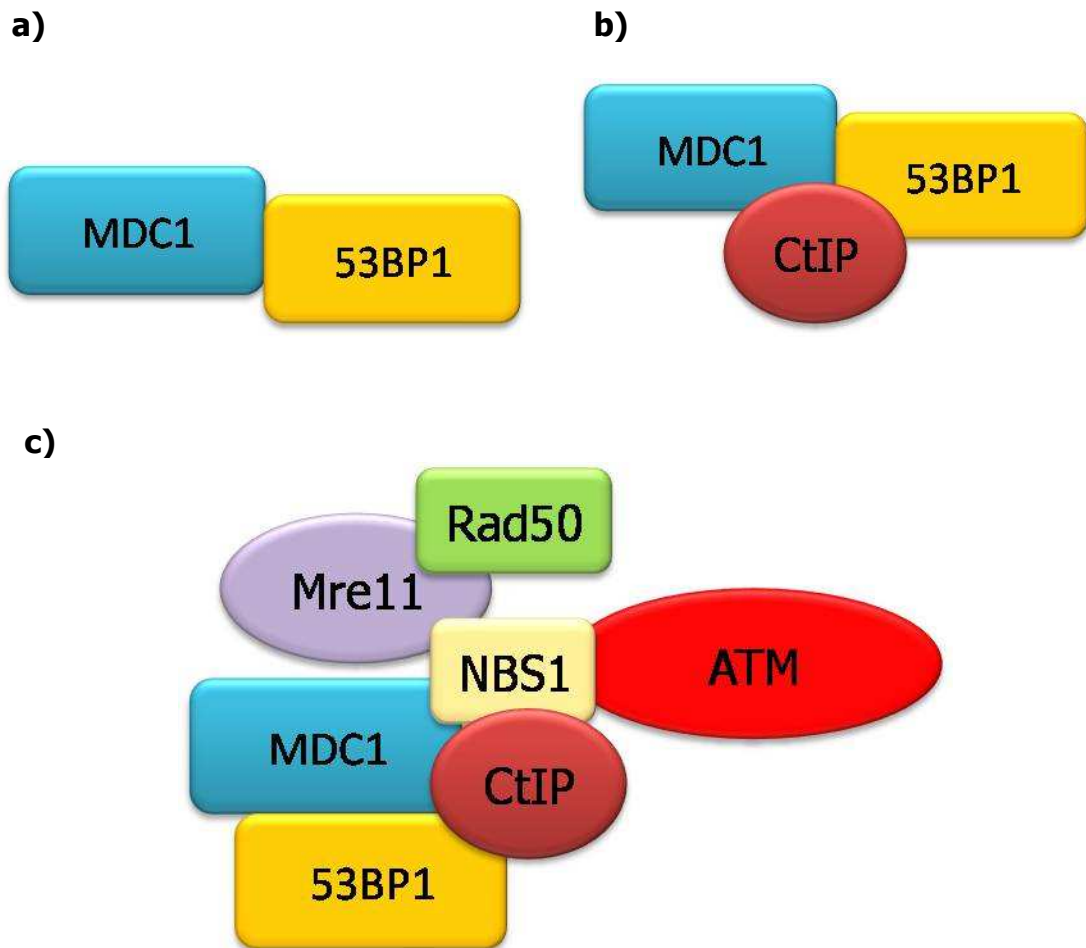 a)
MDC1
53BP1
b)
MDC1
53BP1
CtIP
c)
Rad50
Mre11
NBS1
ATM
MDC1
CtIP
53BP1